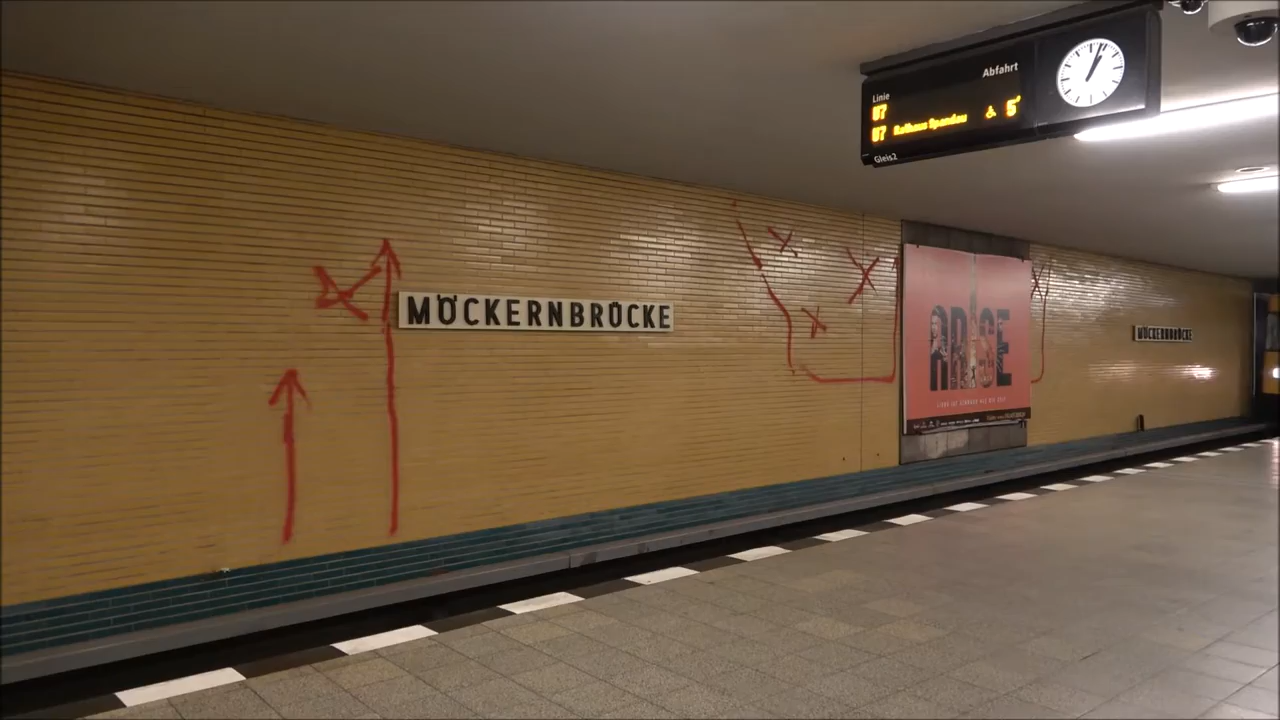 Abfahrt
Linie
U7
U7 Rathaus Spandau 5'
Gleis2
MÖCKERNBRÜCKE
ARISE
MÖCKERNBRÜCKE